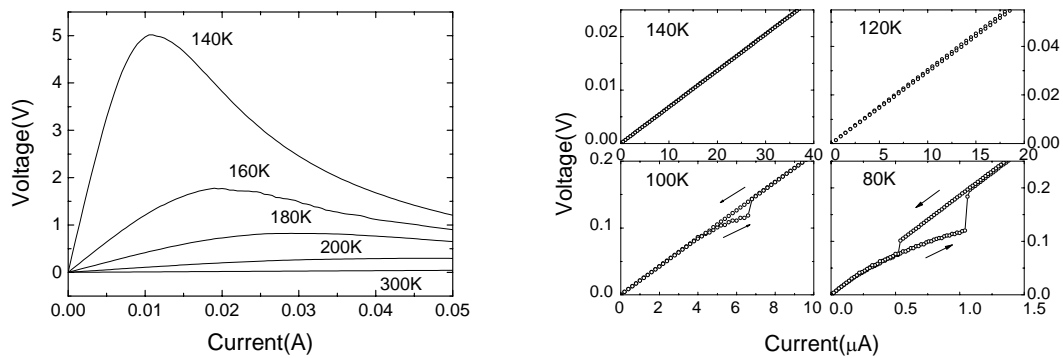 5
4
3
2
1
0
Voltage(V)
140K
160K
180K
200K
300K
0.00 0.01 0.02 0.03 0.04 0.05
Current(A)
Voltage(V)
0.02
0.01
0.00
140K
0 10 20 30 40
120K
0.04
0.02
0.00
0 5 10 15 20
0.2
0.1
0.0
100K
0 2 4 6 8 10
80K
0.2
0.1
0.0
0.0 0.5 1.0 1.5
Current(μA)